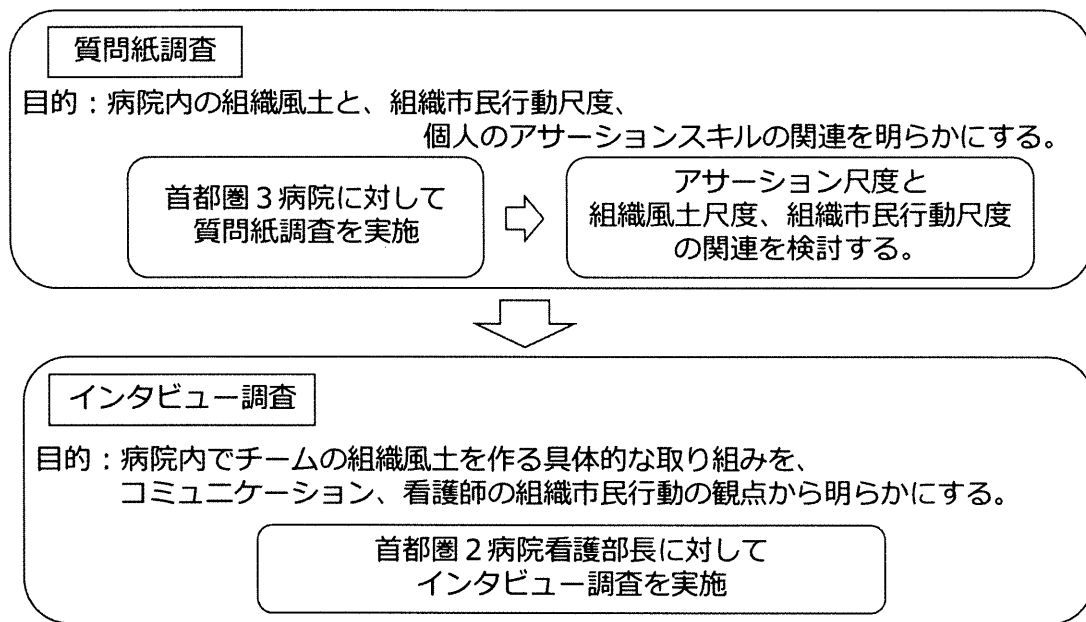 質問紙調査
目的：病院内の組織風土と、組織市民行動尺度、
個人のアサーションスキルの関連を明らかにする。
首都圏３病院に対して
質問紙調査を実施
アサーション尺度と
組織風土尺度、組織市民行動尺度
の関連を検討する。
インタビュー調査
目的：病院内でチームの組織風土を作る具体的な取り組みを、
コミュニケーション、看護師の組織市民行動の観点から明らかにする。
首都圏２病院看護部長に対して
インタビュー調査を実施